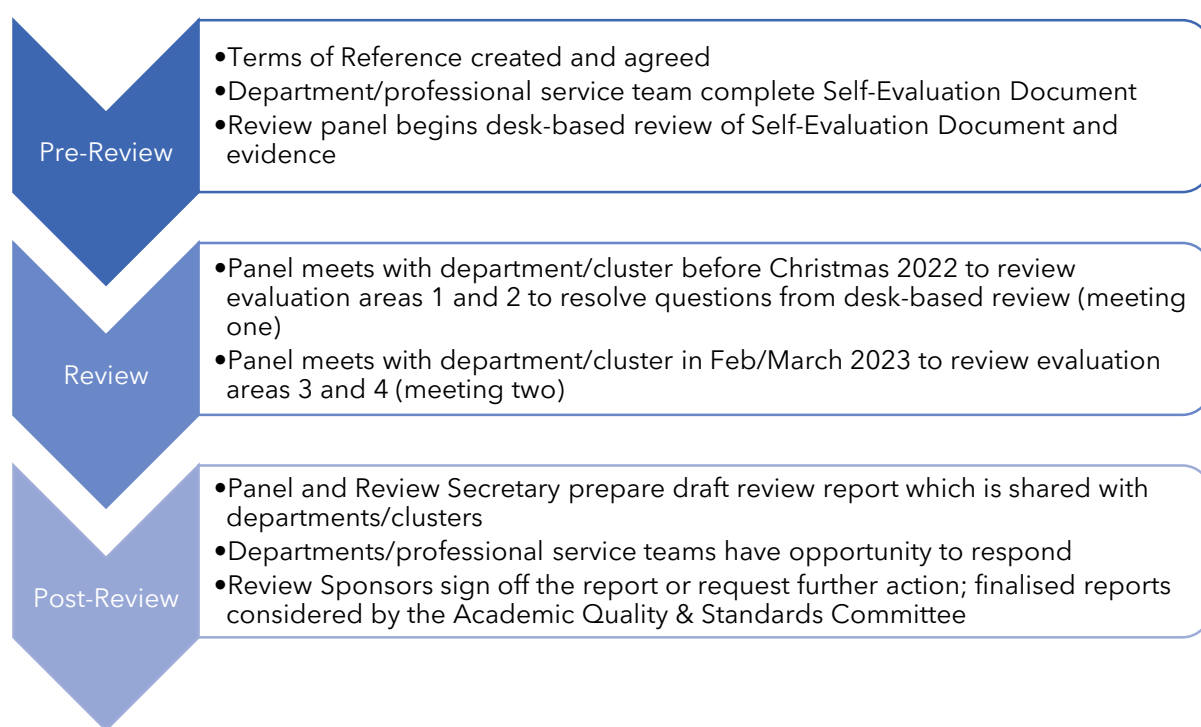 Pre-Review
•Terms of Reference created and agreed
•Department/professional service team complete Self-Evaluation Document
•Review panel begins desk-based review of Self-Evaluation Document and
evidence
Review
•Panel meets with department/cluster before Christmas 2022 to review
evaluation areas 1 and 2 to resolve questions from desk-based review (meeting
one)
•Panel meets with department/cluster in Feb/March 2023 to review evaluation
areas 3 and 4 (meeting two)
Post-Review
•Panel and Review Secretary prepare draft review report which is shared with
departments/clusters
•Departments/professional service teams have opportunity to respond
•Review Sponsors sign off the report or request further action; finalised reports
considered by the Academic Quality & Standards Committee